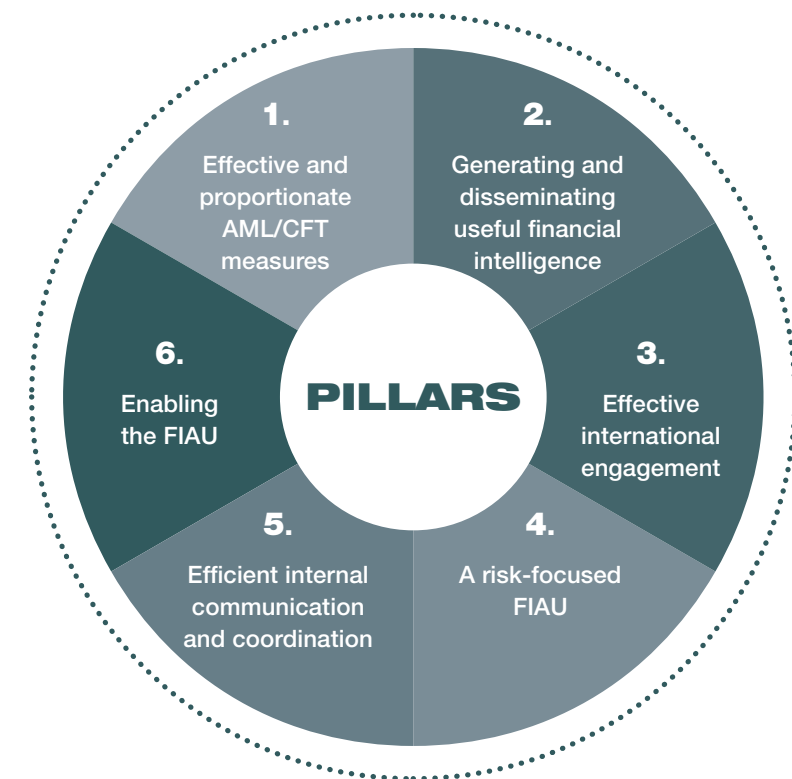 1.
Effective and
proportionate
AML/CFT
measures
2.
Generating and
disseminating
useful financial
intelligence
3.
Effective
international
engagement
4.
A risk-focused
FIAU
5.
Efficient internal
communication
and coordination
6.
Enabling
the FIAU
PILLARS